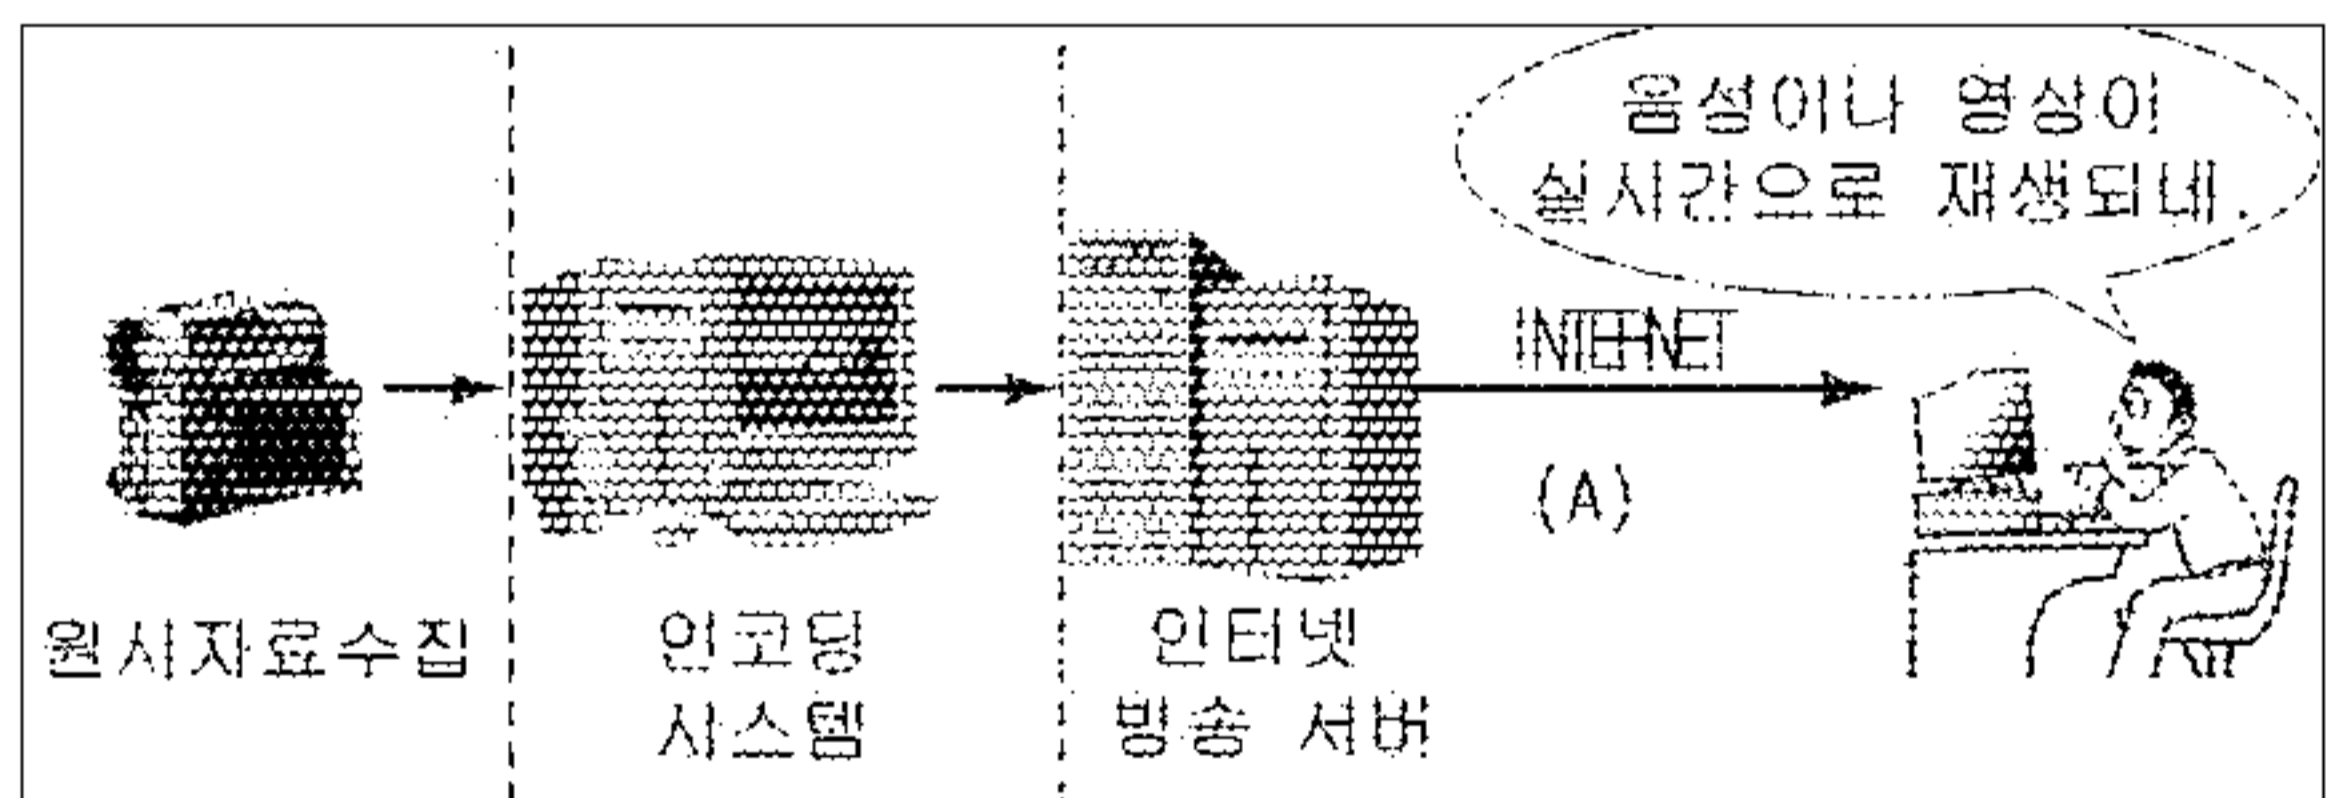 음성이나 영상이
실시간으로 재생되네.
INTERNET
(A)
원시자료수집
인코딩
시스템
인터넷
방송 서버